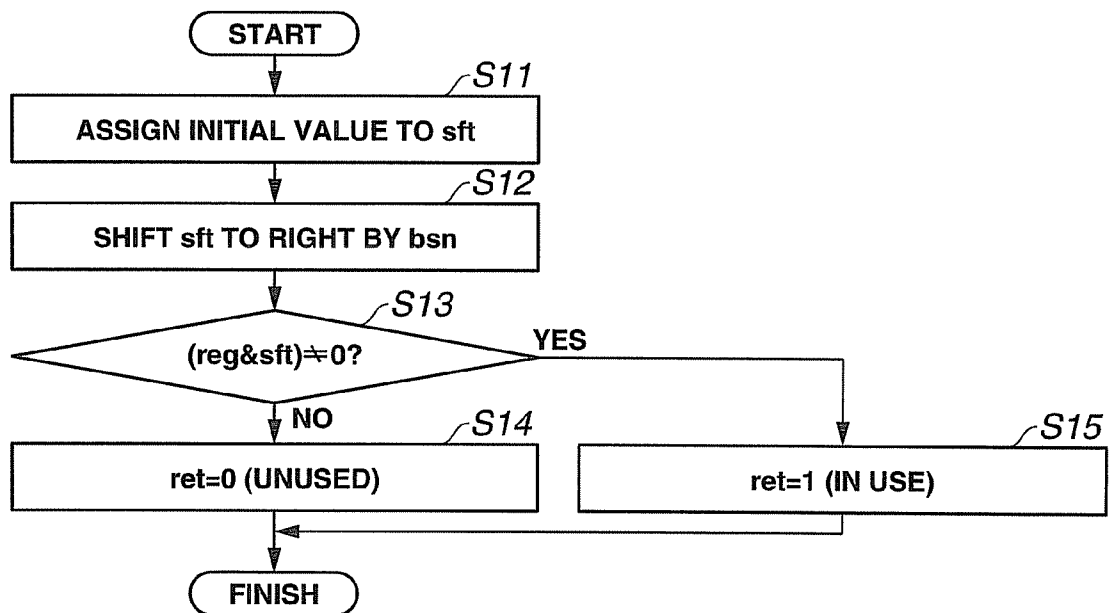 START
S11
ASSIGN INITIAL VALUE TO sft
S12
SHIFT sft TO RIGHT BY bsn
S13
(reg&sft)≠0?
YES
NO
S14
ret=0 (UNUSED)
S15
ret=1 (IN USE)
FINISH